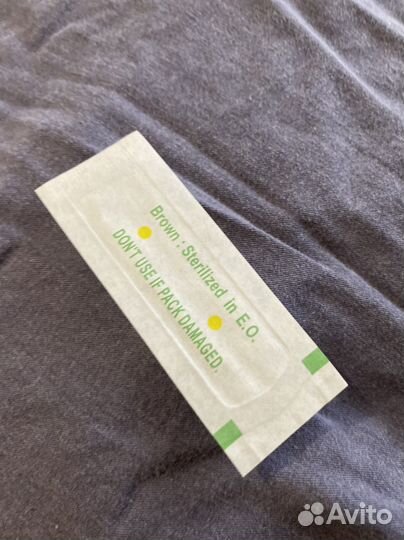 Brown : Sterilized in E.O.
DON'T USE IF PACK DAMAGED.
Avito